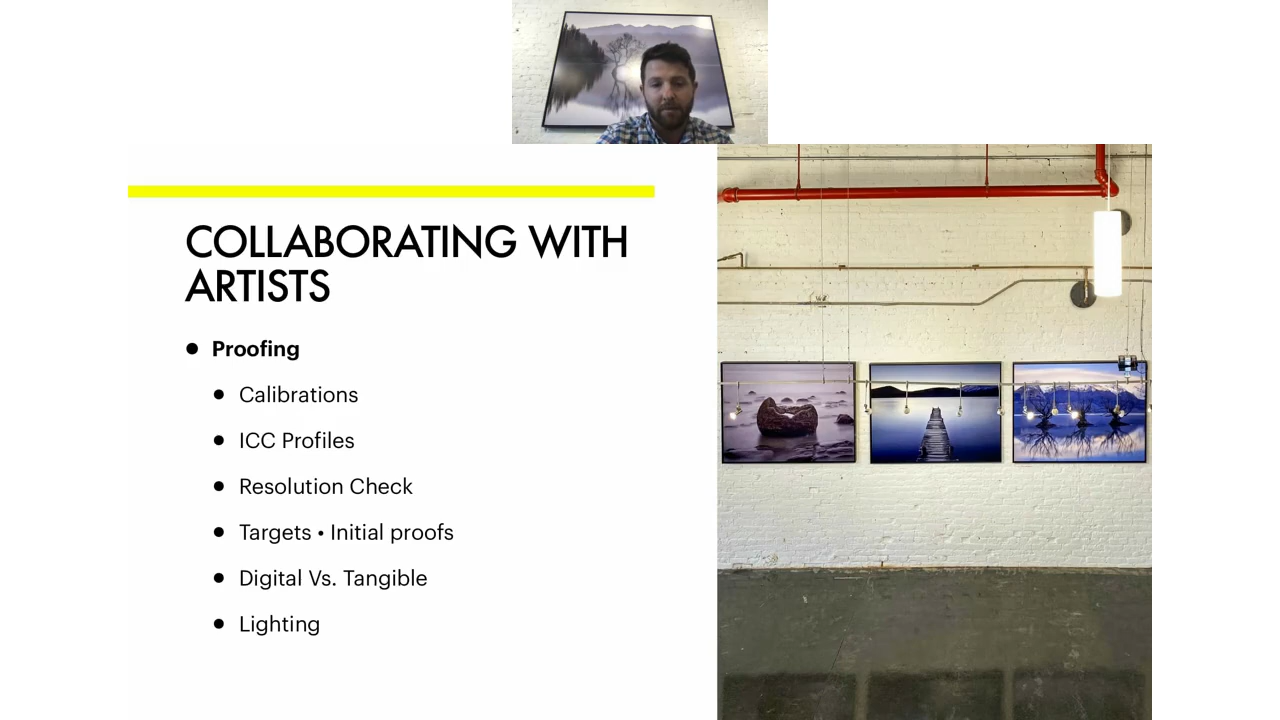 COLLABORATING WITH
ARTISTS
• Proofing
• Calibrations
• ICC Profiles
• Resolution Check
• Targets • Initial proofs
• Digital Vs. Tangible
• Lighting